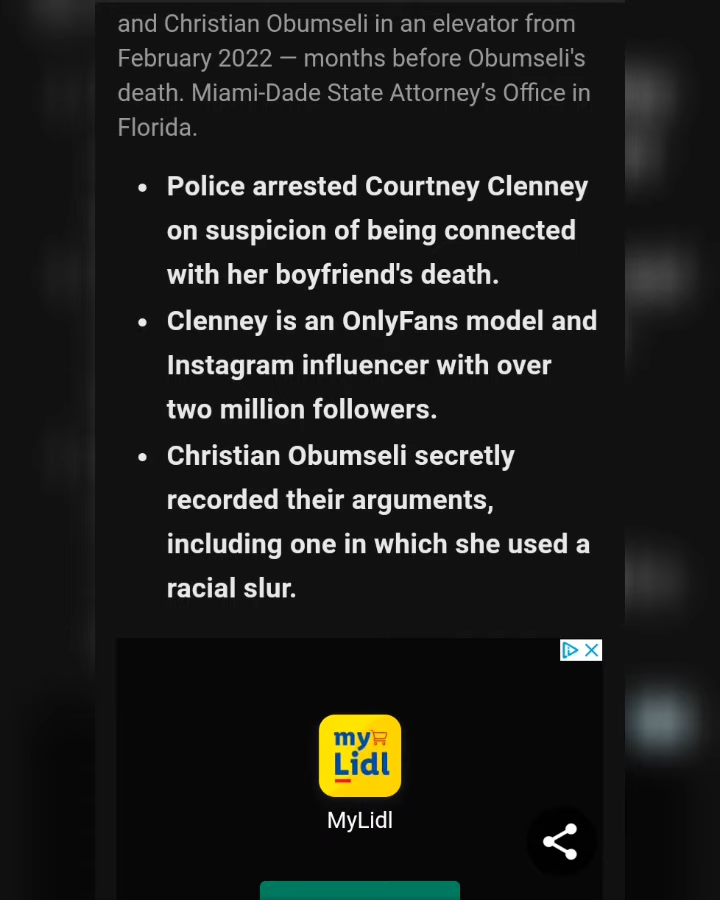 and Christian Obumseli in an elevator from
February 2022 — months before Obumseli's
death. Miami-Dade State Attorney’s Office in
Florida.
• Police arrested Courtney Clenney
on suspicion of being connected
with her boyfriend's death.
• Clenney is an OnlyFans model and
Instagram influencer with over
two million followers.
• Christian Obumseli secretly
recorded their arguments,
including one in which she used a
racial slur.
my
Lidl
MyLidl